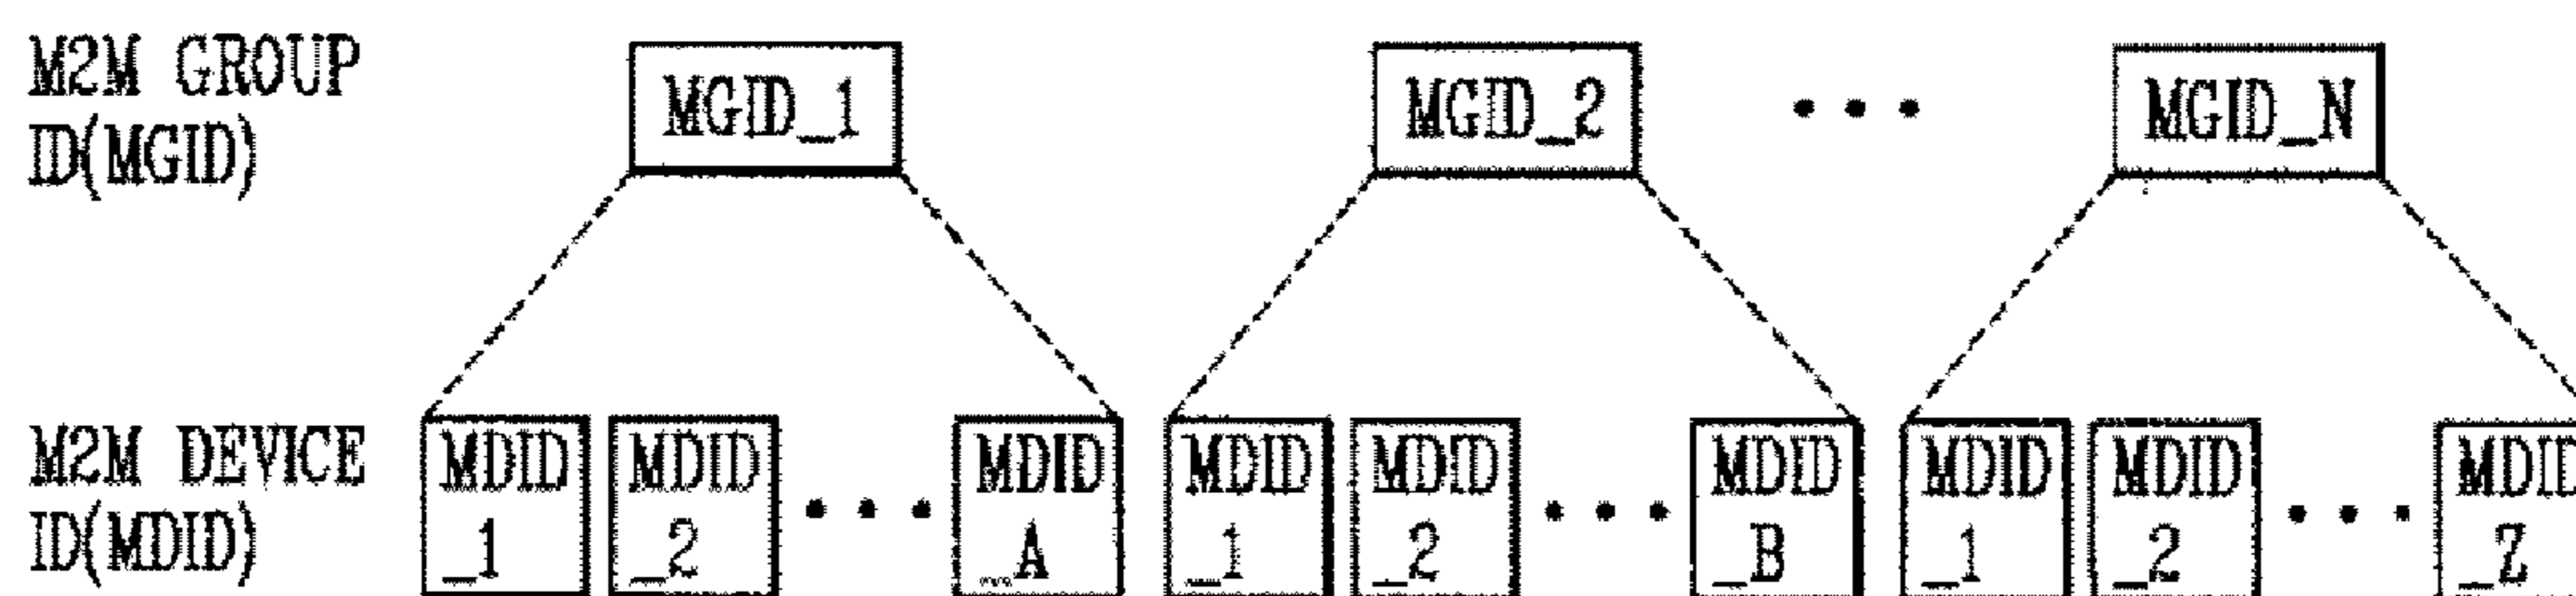 M2M GROUP
ID(MGID)
MGID_1
MGID_2
• • •
MGID_N
M2M DEVICE
ID(MDID)
MDID
_1
MDID
_2
• • •
MDID
_A
MDID
_1
MDID
_2
• • •
MDID
_B
MDID
_1
MDID
_2
• • •
MDID
_Z